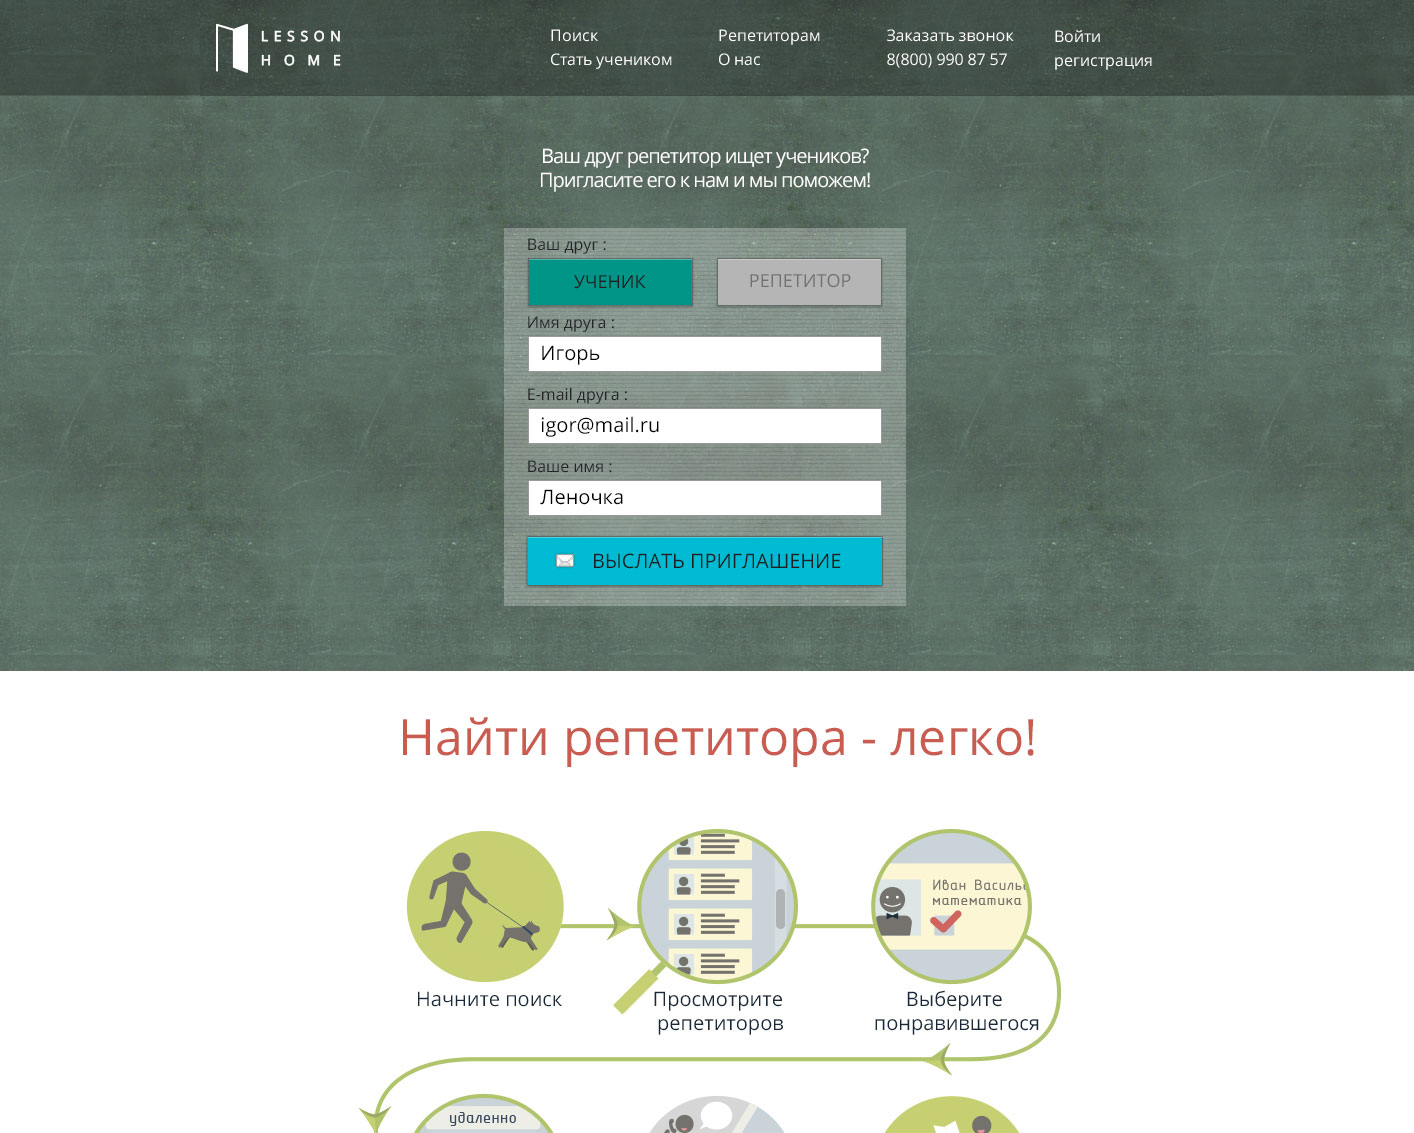 LESSON
HOME
Поиск
Стать учеником
Репетиторам
О нас
Заказать звонок
8(800) 990 87 57
Войти
регистрация
Ваш друг репетитор ищет учеников?
Пригласите его к нам и мы поможем!
Ваш друг :
УЧЕНИК
РЕПЕТИТОР
Имя друга :
Игорь
E-mail друга :
igor@mail.ru
Ваше имя :
Леночка
ВЫСЛАТЬ ПРИГЛАШЕНИЕ
Найти репетитора - легко!
Иван Василь
математика
Начните поиск
Просмотрите
репетиторов
Выберите
понравившегося
удаленно